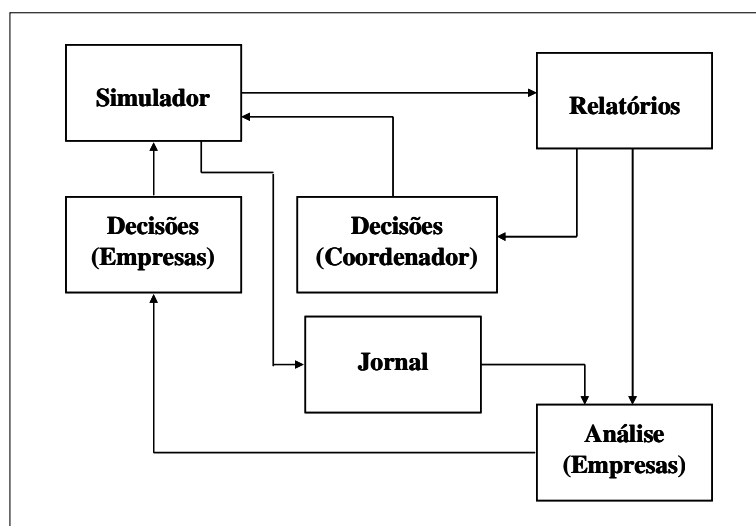 Simulador
Relatórios
Decisões
(Empresas)
Decisões
(Coordenador)
Jornal
Análise
(Empresas)